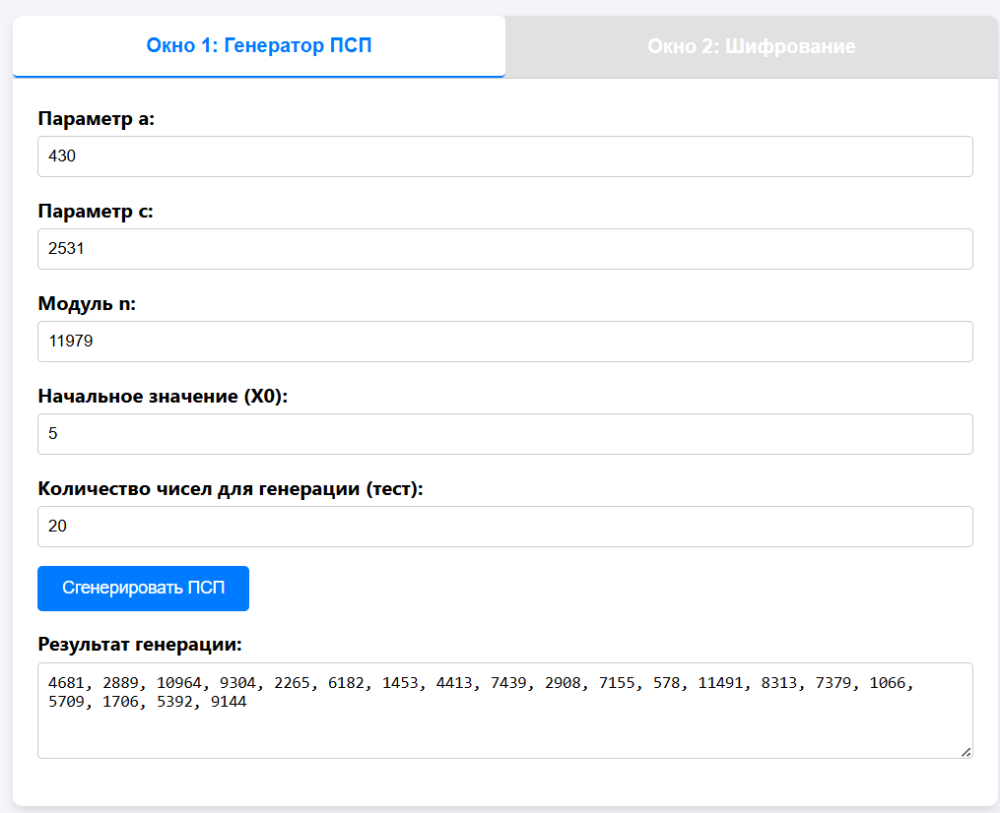 Окно 1: Генератор ПСП
Окно 2: Шифрование
Параметр a:
430
Параметр c:
2531
Модуль n:
11979
Начальное значение (X0):
5
Количество чисел для генерации (тест):
20
Сгенерировать ПСП
Результат генерации:
4681, 2889, 10964, 9304, 2265, 6182, 1453, 4413, 7439, 2908, 7155, 578, 11491, 8313, 7379, 1066,
5709, 1706, 5392, 9144